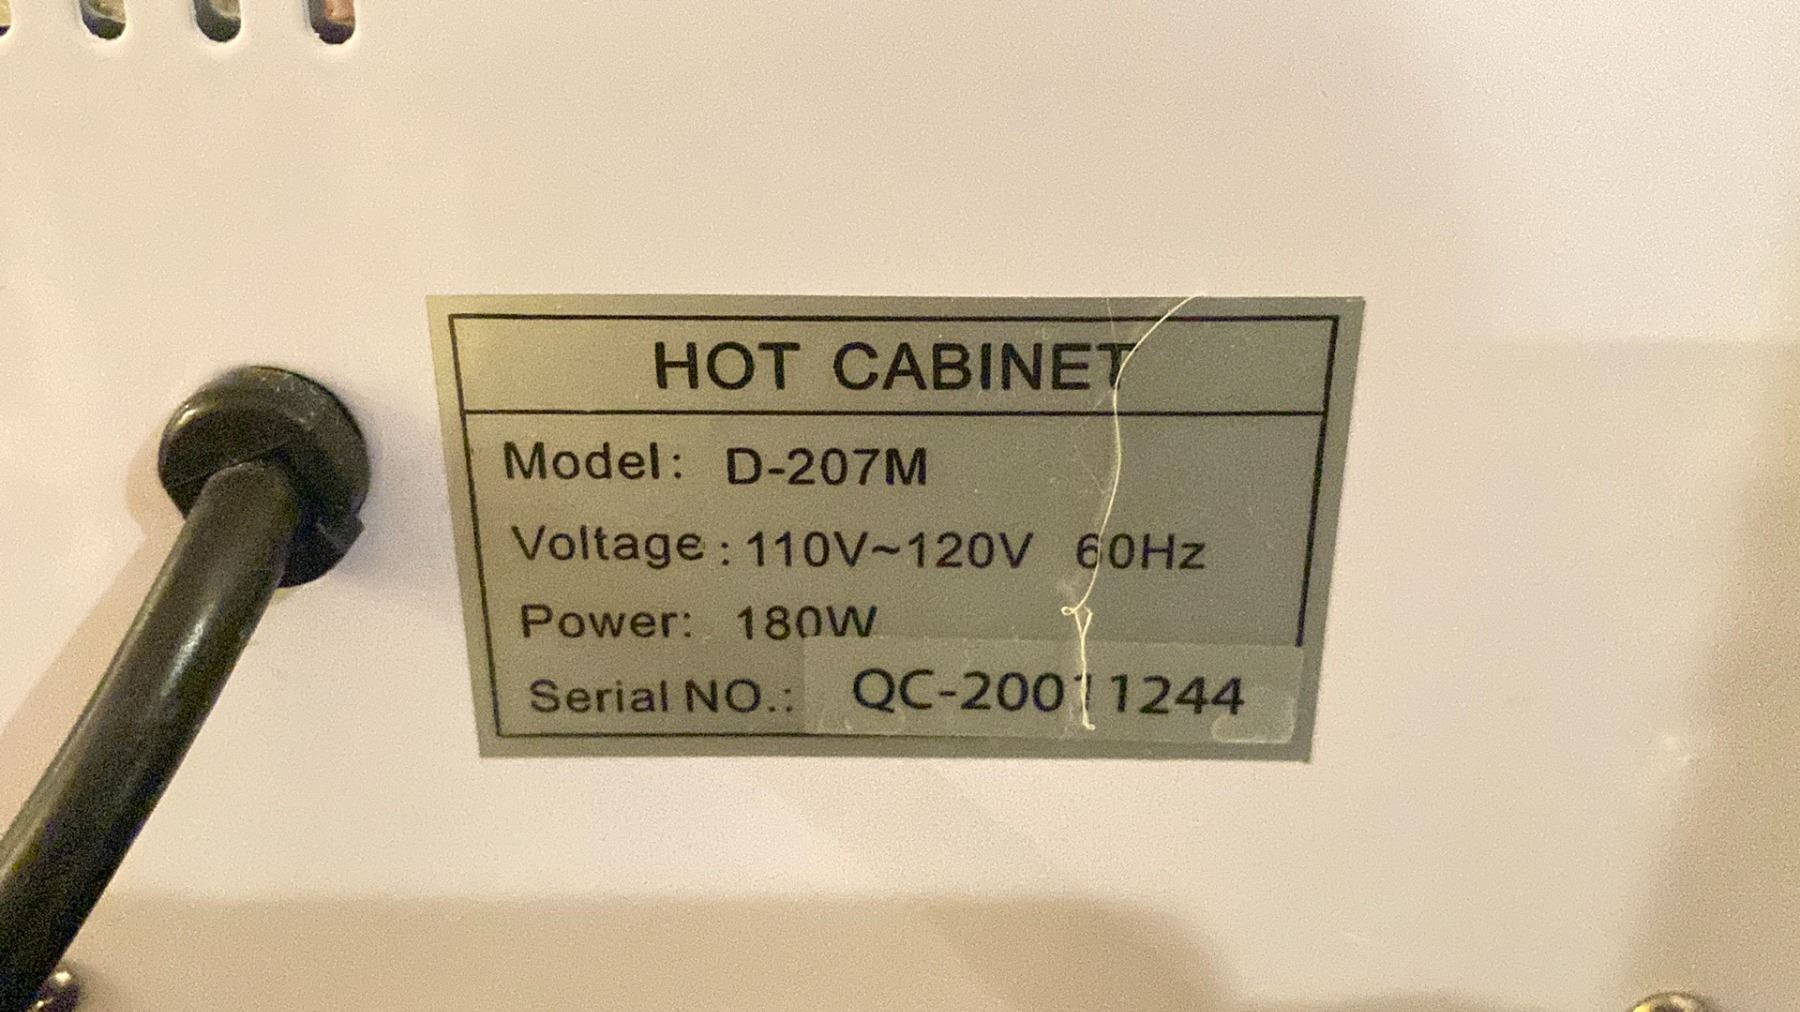 HOT CABINET
Model: D-207M
Voltage: 110V~120V 60Hz
Power: 180W
Serial NO.: QC-20011244